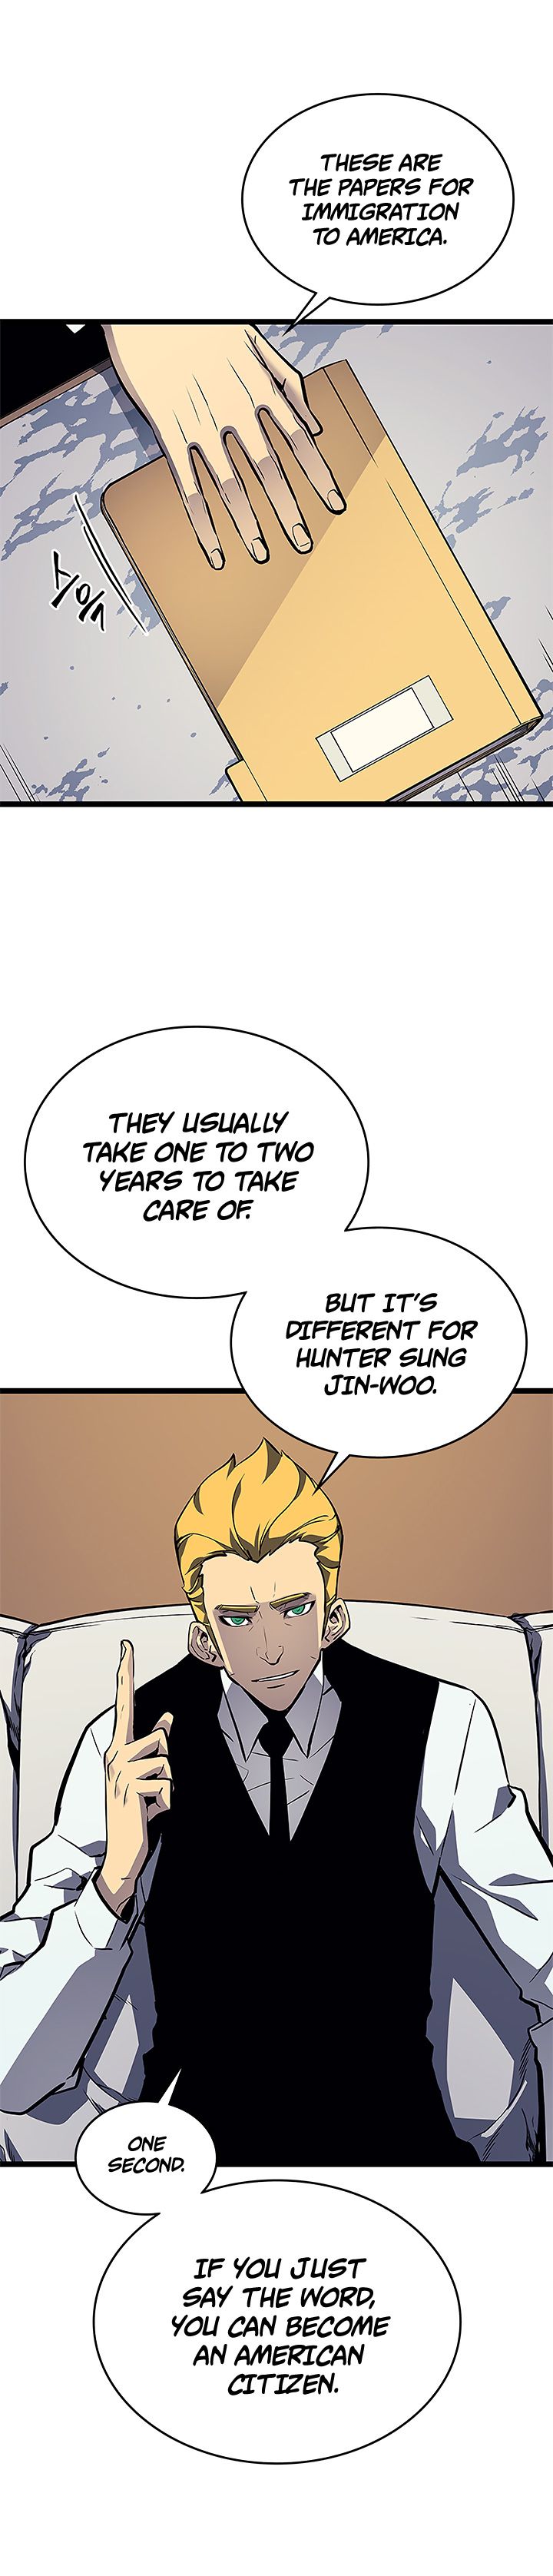 THESE ARE
THE PAPERS FOR
IMMIGRATION
TO AMERICA.
스윽
THEY USUALLY
TAKE ONE TO TWO
YEARS TO TAKE
CARE OF.
BUT IT'S
DIFFERENT FOR
HUNTER SUNG
JIN-WOO.
ONE
SECOND.
IF YOU JUST
SAY THE WORD,
YOU CAN BECOME
AN AMERICAN
CITIZEN.